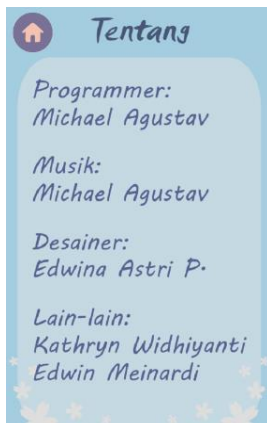 Tentang
Programmer:
Michael Agustav
Musik:
Michael Agustav
Desainer:
Edwina Astri P.
Lain-lain:
Kathryn Widhiyanti
Edwin Meinardi